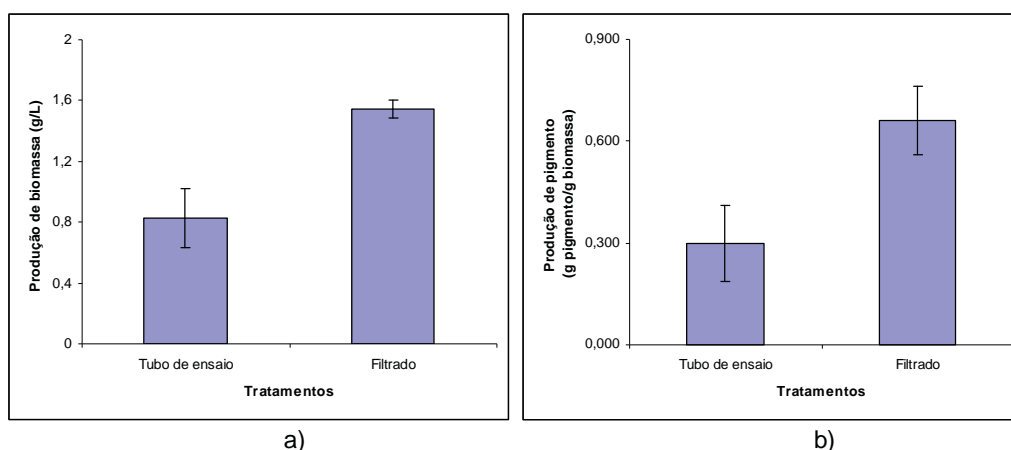 2
1,6
1,2
0,8
0,4
0
Produção de biomassa (g/L)
Tubo de ensaio
Filtrado
Tratamentos
a)
0,900
0,600
0,300
0,000
Produção de pigmento
(g pigmento/g biomassa)
Tubo de ensaio
Filtrado
Tratamentos
b)